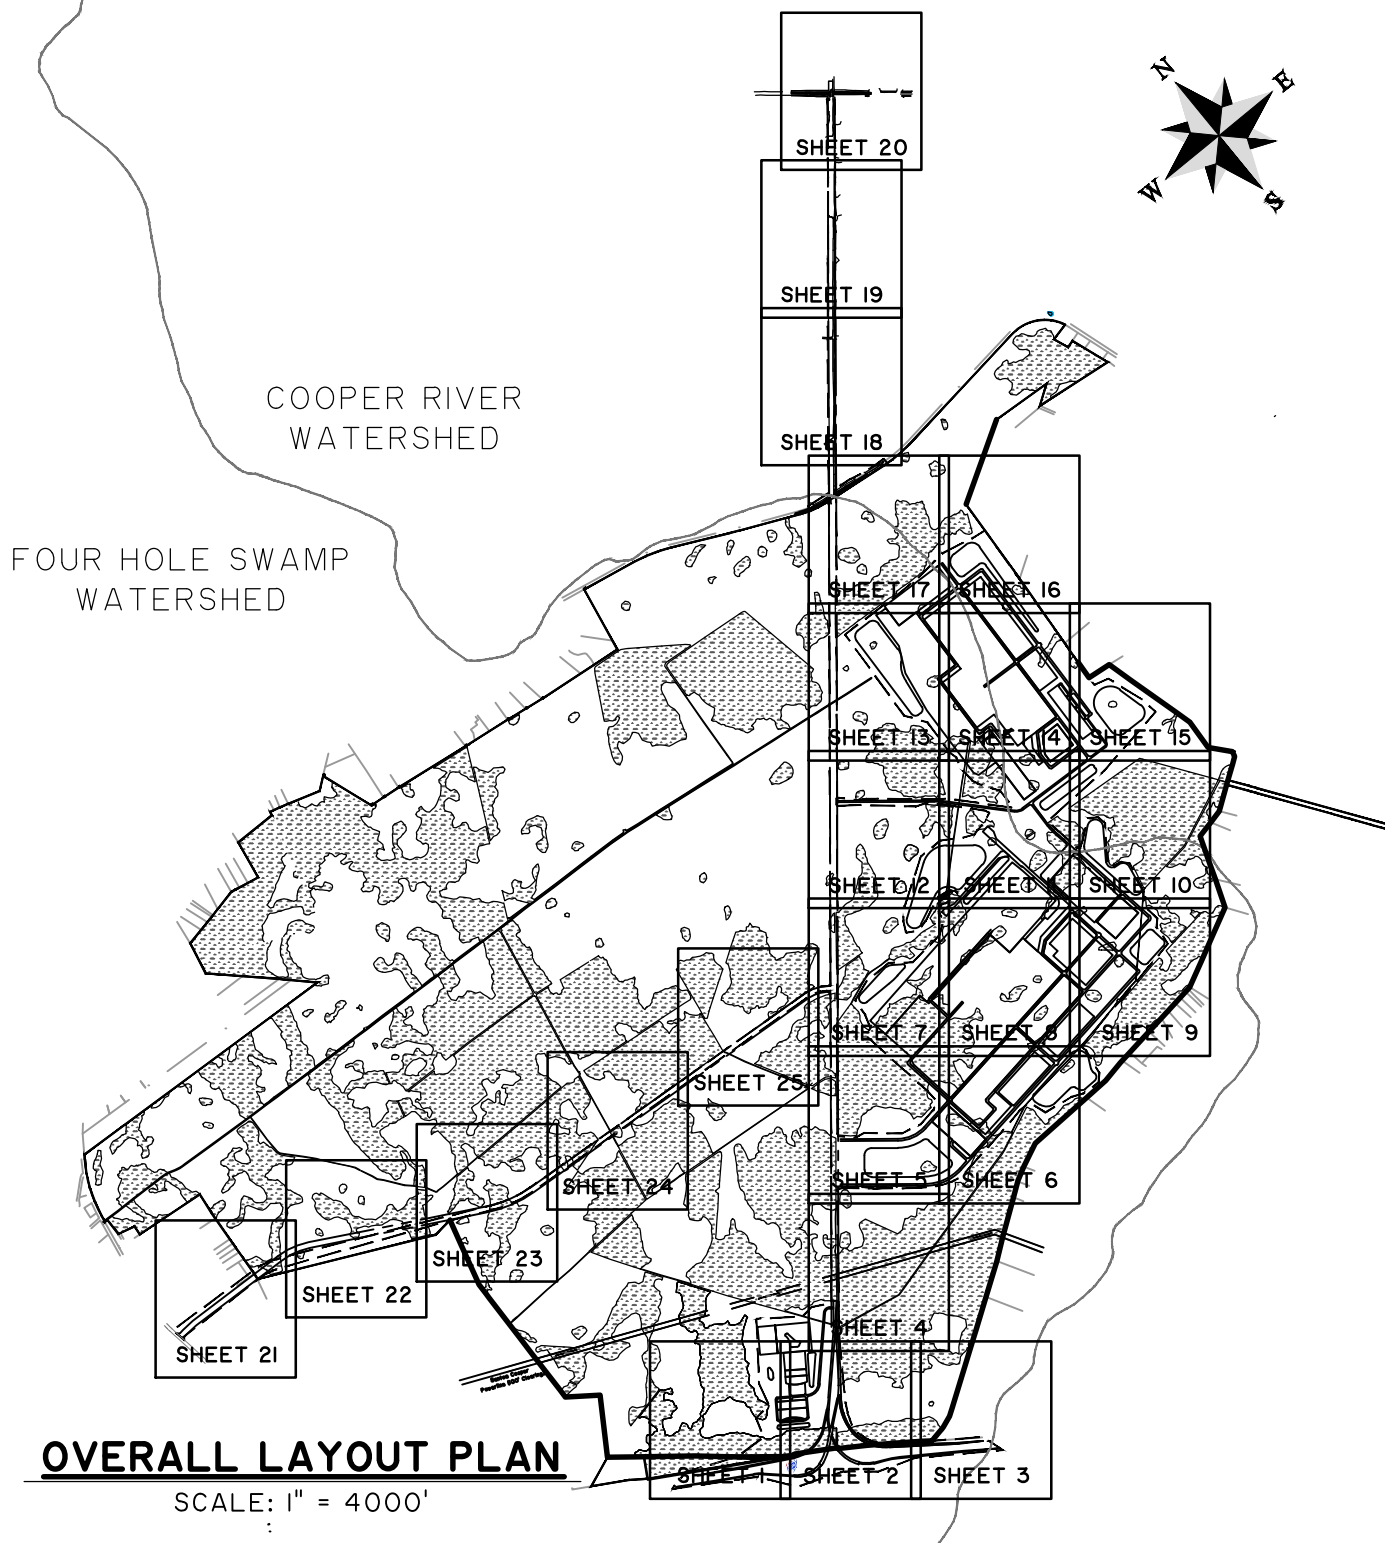 N
E
W
S
SHEET 20
SHEET 19
SHEET 18
COOPER RIVER
WATERSHED
FOUR HOLE SWAMP
WATERSHED
SHEET 17
SHEET 16
SHEET 13
SHEET 14
SHEET 15
SHEET 12
SHEET 11
SHEET 10
SHEET 7
SHEET 8
SHEET 9
SHEET 25
SHEET 5
SHEET 6
SHEET 24
SHEET 23
SHEET 22
SHEET 21
SHEET 4
SHEET 1
SHEET 2
SHEET 3
OVERALL LAYOUT PLAN
SCALE: 1" = 4000'